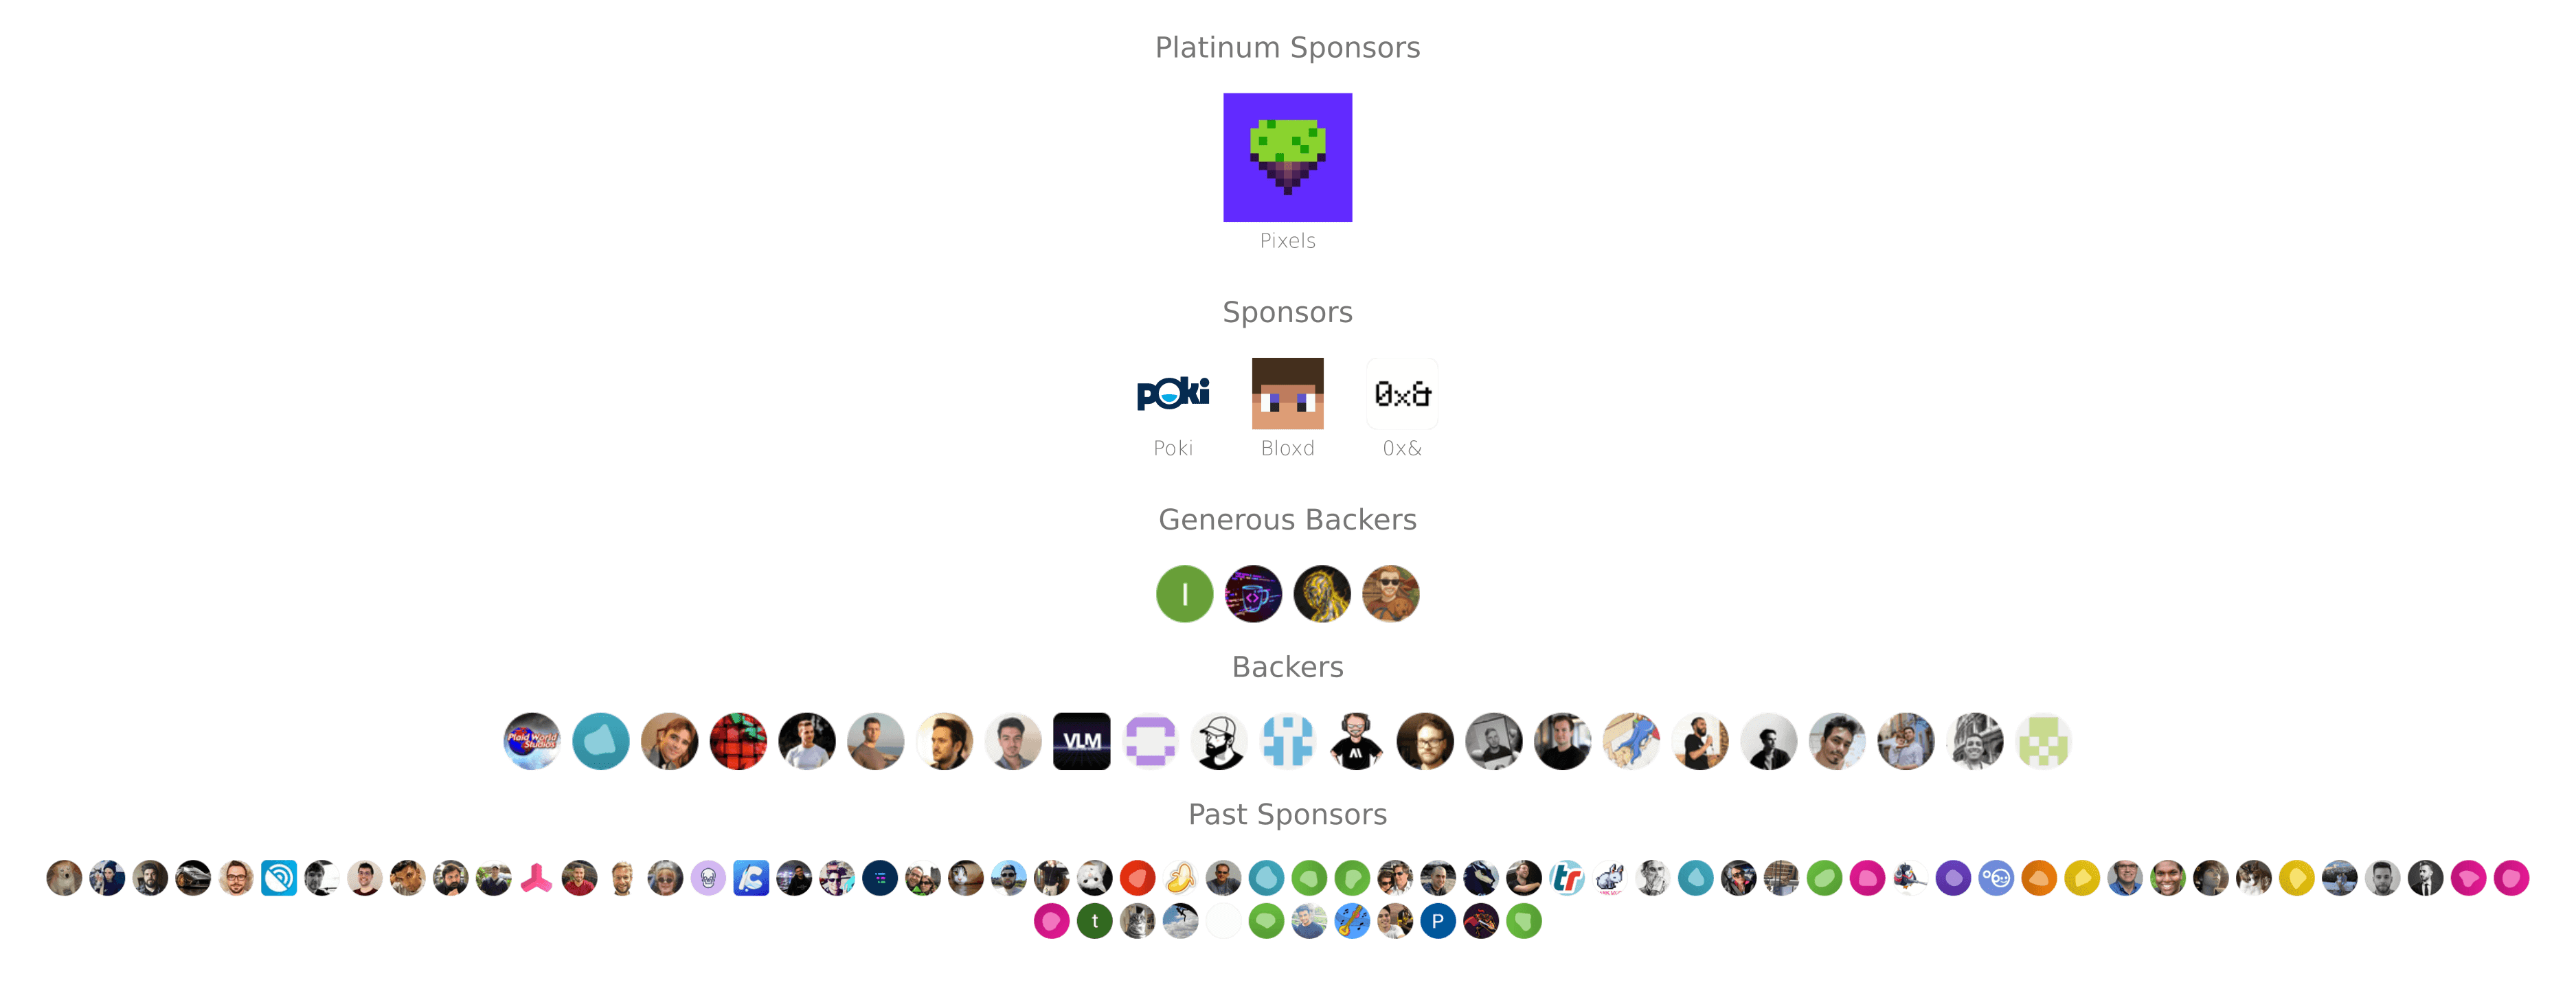 Platinum Sponsors
Pixels
Sponsors
poki
0x&
Poki Bloxd 0x&
Generous Backers
I
Backers
Plaid World Studios
VLM
Past Sponsors
C
tr
t
P